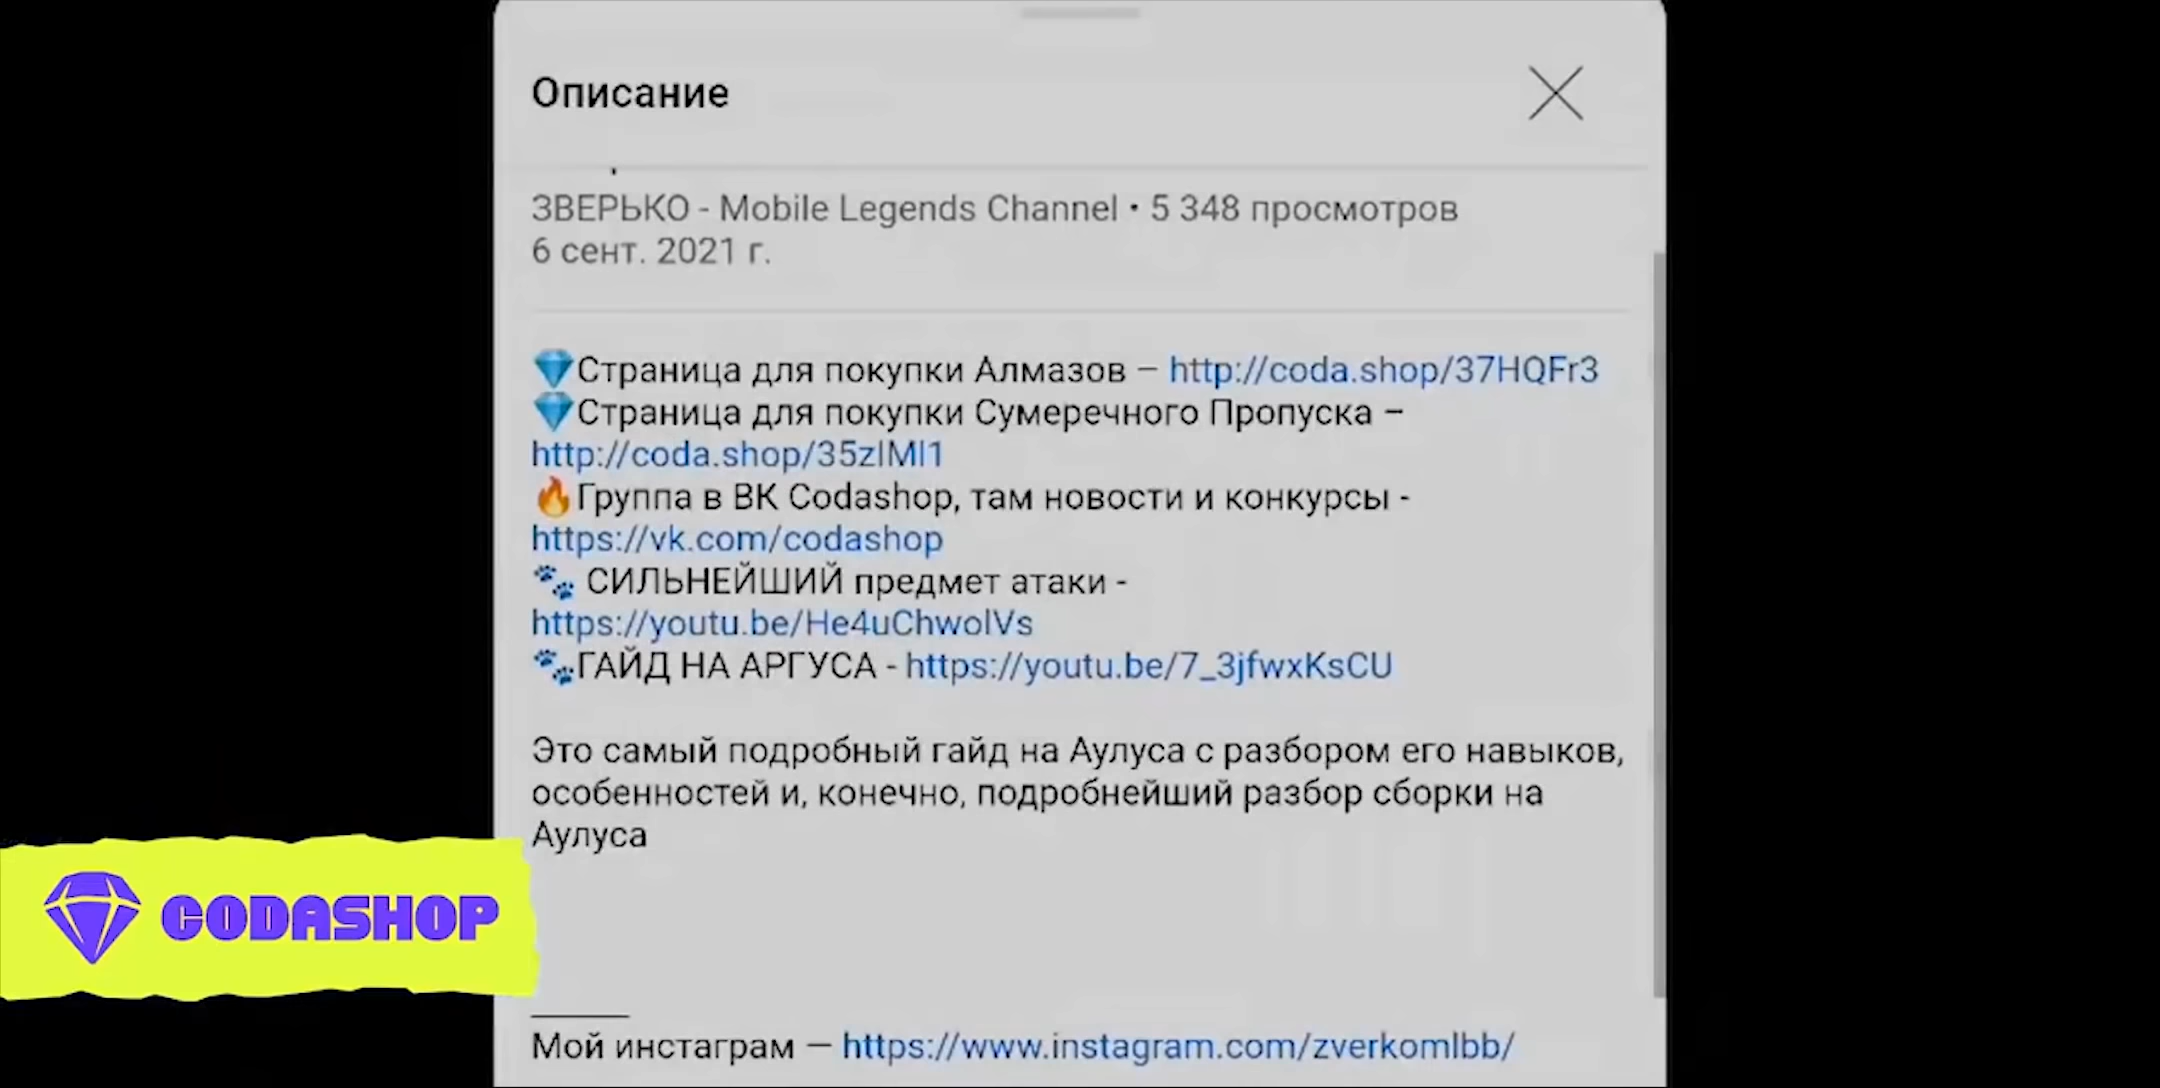 Описание
ЗВЕРЬКО - Mobile Legends Channel • 5 348 просмотров
6 сент. 2021 г.
💎Страница для покупки Алмазов – http://coda.shop/37HQFr3
💎Страница для покупки Сумеречного Пропуска –
http://coda.shop/35zIMI1
🔥Группа в ВК Codashop, там новости и конкурсы -
https://vk.com/codashop
🐾 СИЛЬНЕЙШИЙ предмет атаки -
https://youtu.be/He4uChwolVs
🐾ГАЙД НА АРГУСА - https://youtu.be/7_3jfwxKsCU
Это самый подробный гайд на Аулуса с разбором его навыков,
особенностей и, конечно, подробнейший разбор сборки на
Аулуса
CODASHOP
Мой инстаграм — https://www.instagram.com/zverkomlbb/